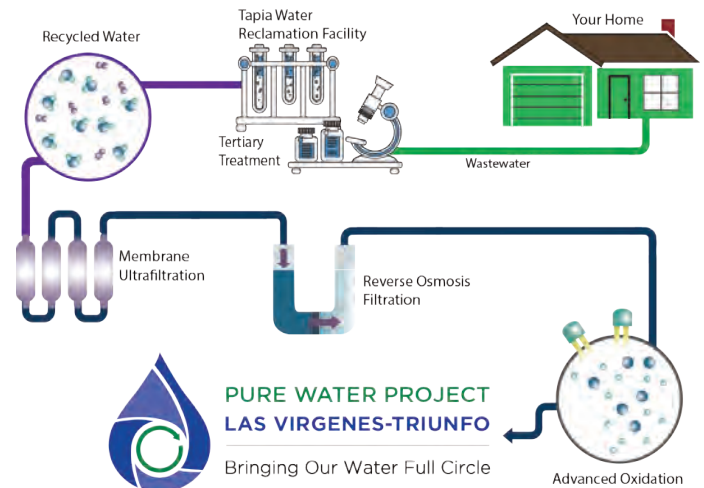 Tapia Water
Reclamation Facility
Your Home
Recycled Water
Tertiary
Treatment
Wastewater
Membrane
Ultrafiltration
Reverse Osmosis
Filtration
PURE WATER PROJECT
LAS VIRGENES-TRIUNFO
Bringing Our Water Full Circle
Advanced Oxidation